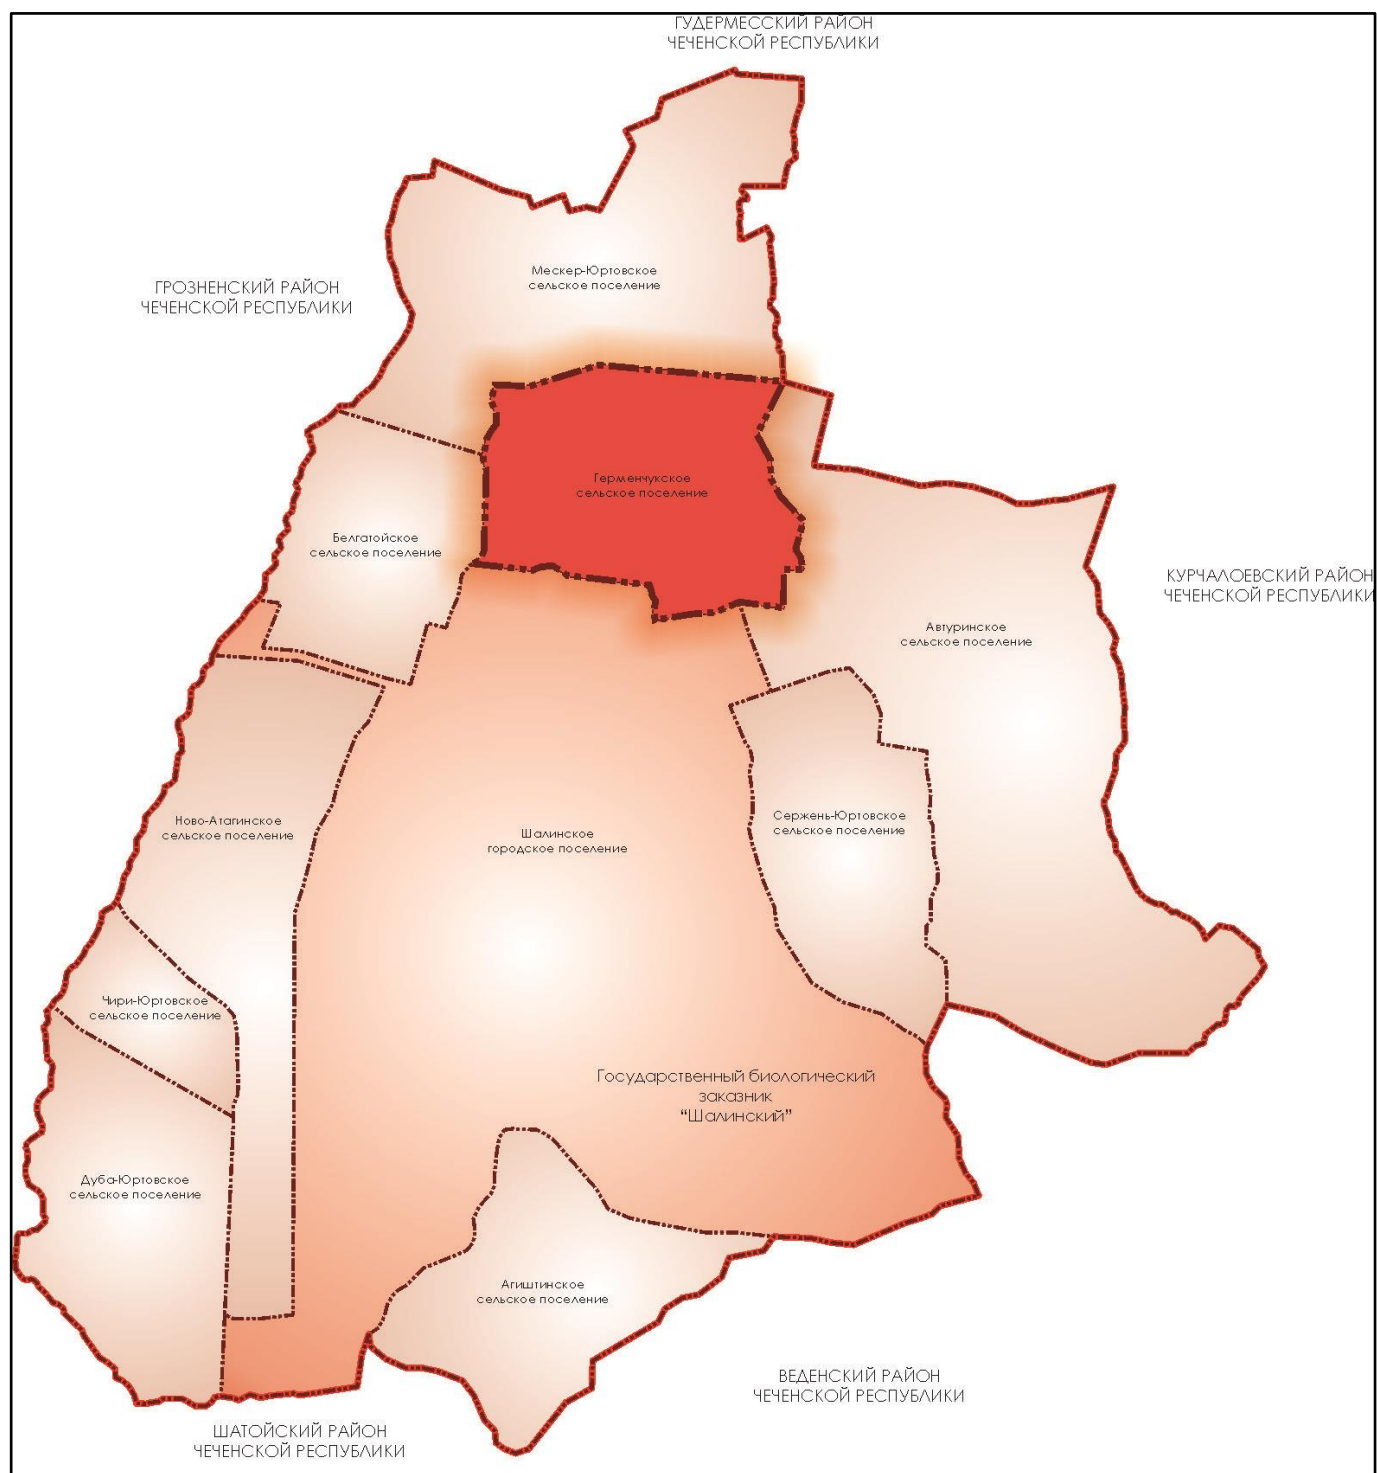 ГУДЕРМЕССКИЙ РАЙОН
ЧЕЧЕНСКОЙ РЕСПУБЛИКИ
Мескер-Юртовское
сельское поселение
ГРОЗНЕНСКИЙ РАЙОН
ЧЕЧЕНСКОЙ РЕСПУБЛИКИ
Герменчукское
сельское поселение
Белгатойское
сельское поселение
КУРЧАЛОЕВСКИЙ РАЙОН
ЧЕЧЕНСКОЙ РЕСПУБЛИКИ
Автуринское
сельское поселение
Ново-Атагинское
сельское поселение
Шалинское
городское поселение
Сержень-Юртовское
сельское поселение
Чири-Юртовское
сельское поселение
Государственный биологический
заказник
“Шалинский”
Дуба-Юртовское
сельское поселение
Агиштинское
сельское поселение
ВЕДЕНСКИЙ РАЙОН
ЧЕЧЕНСКОЙ РЕСПУБЛИКИ
ШАТОЙСКИЙ РАЙОН
ЧЕЧЕНСКОЙ РЕСПУБЛИКИ